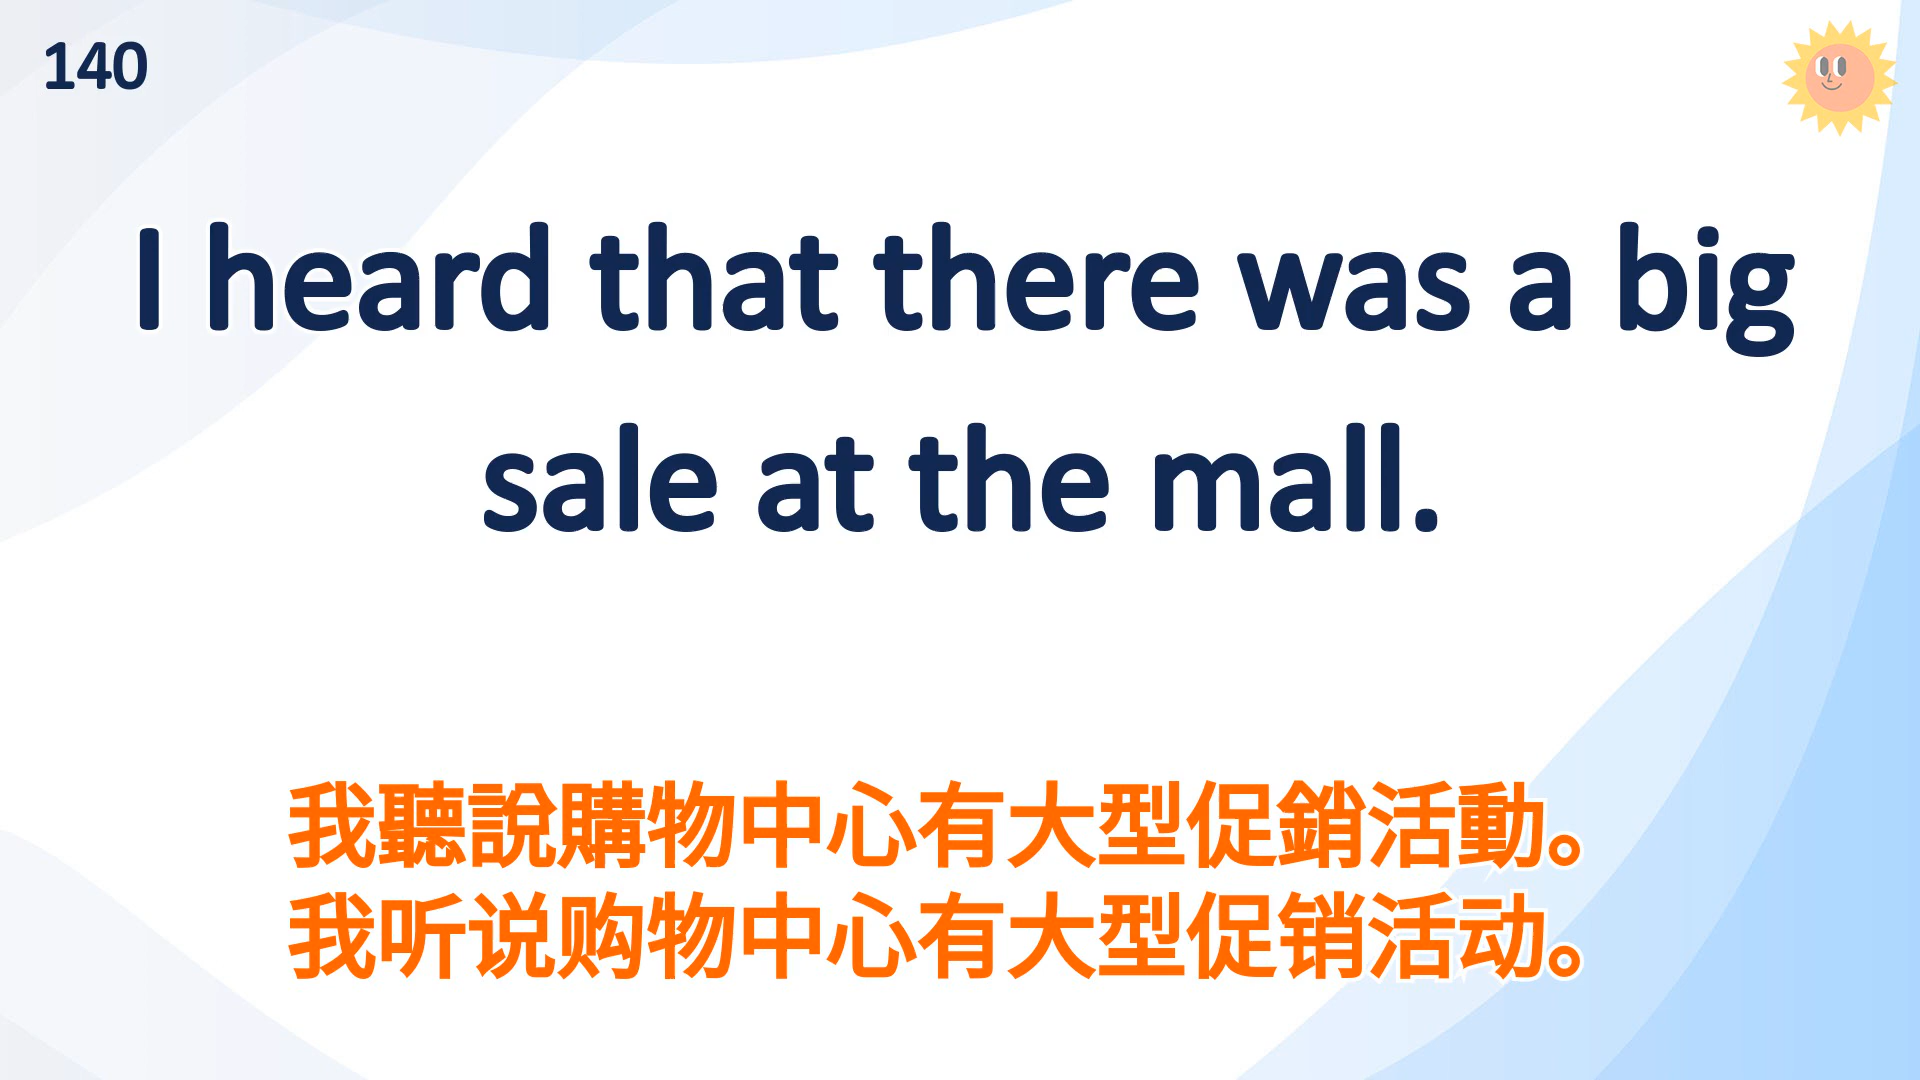 140
I heard that there was a big
sale at the mall.
我聽說購物中心有大型促銷活動。
我听说购物中心有大型促销活动。